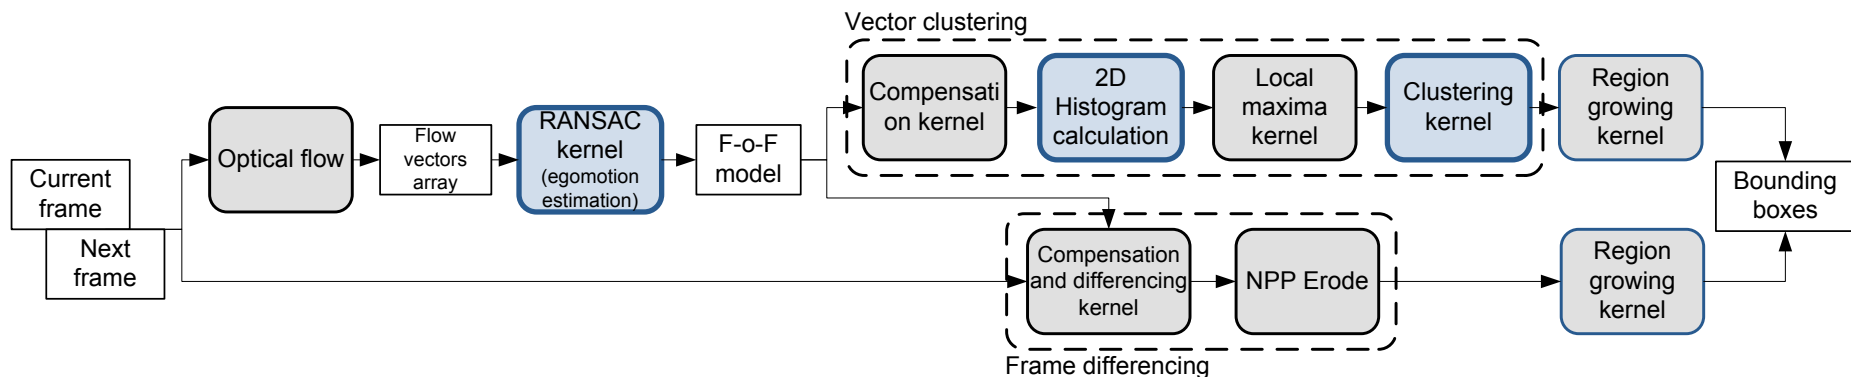 Vector clustering
Current
frame
Next
frame
Optical flow
Flow
vectors
array
RANSAC
kernel
(egomotion
estimation)
F-o-F
model
Compensati
on kernel
2D
Histogram
calculation
Local
maxima
kernel
Clustering
kernel
Region
growing
kernel
Compensation
and differencing
kernel
NPP Erode
Region
growing
kernel
Bounding
boxes
Frame differencing